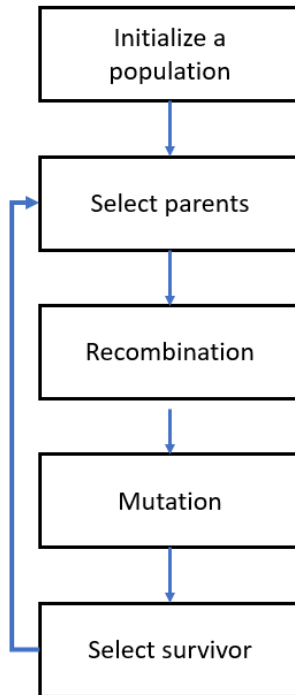 Initialize a
population
Select parents
Recombination
Mutation
Select survivor